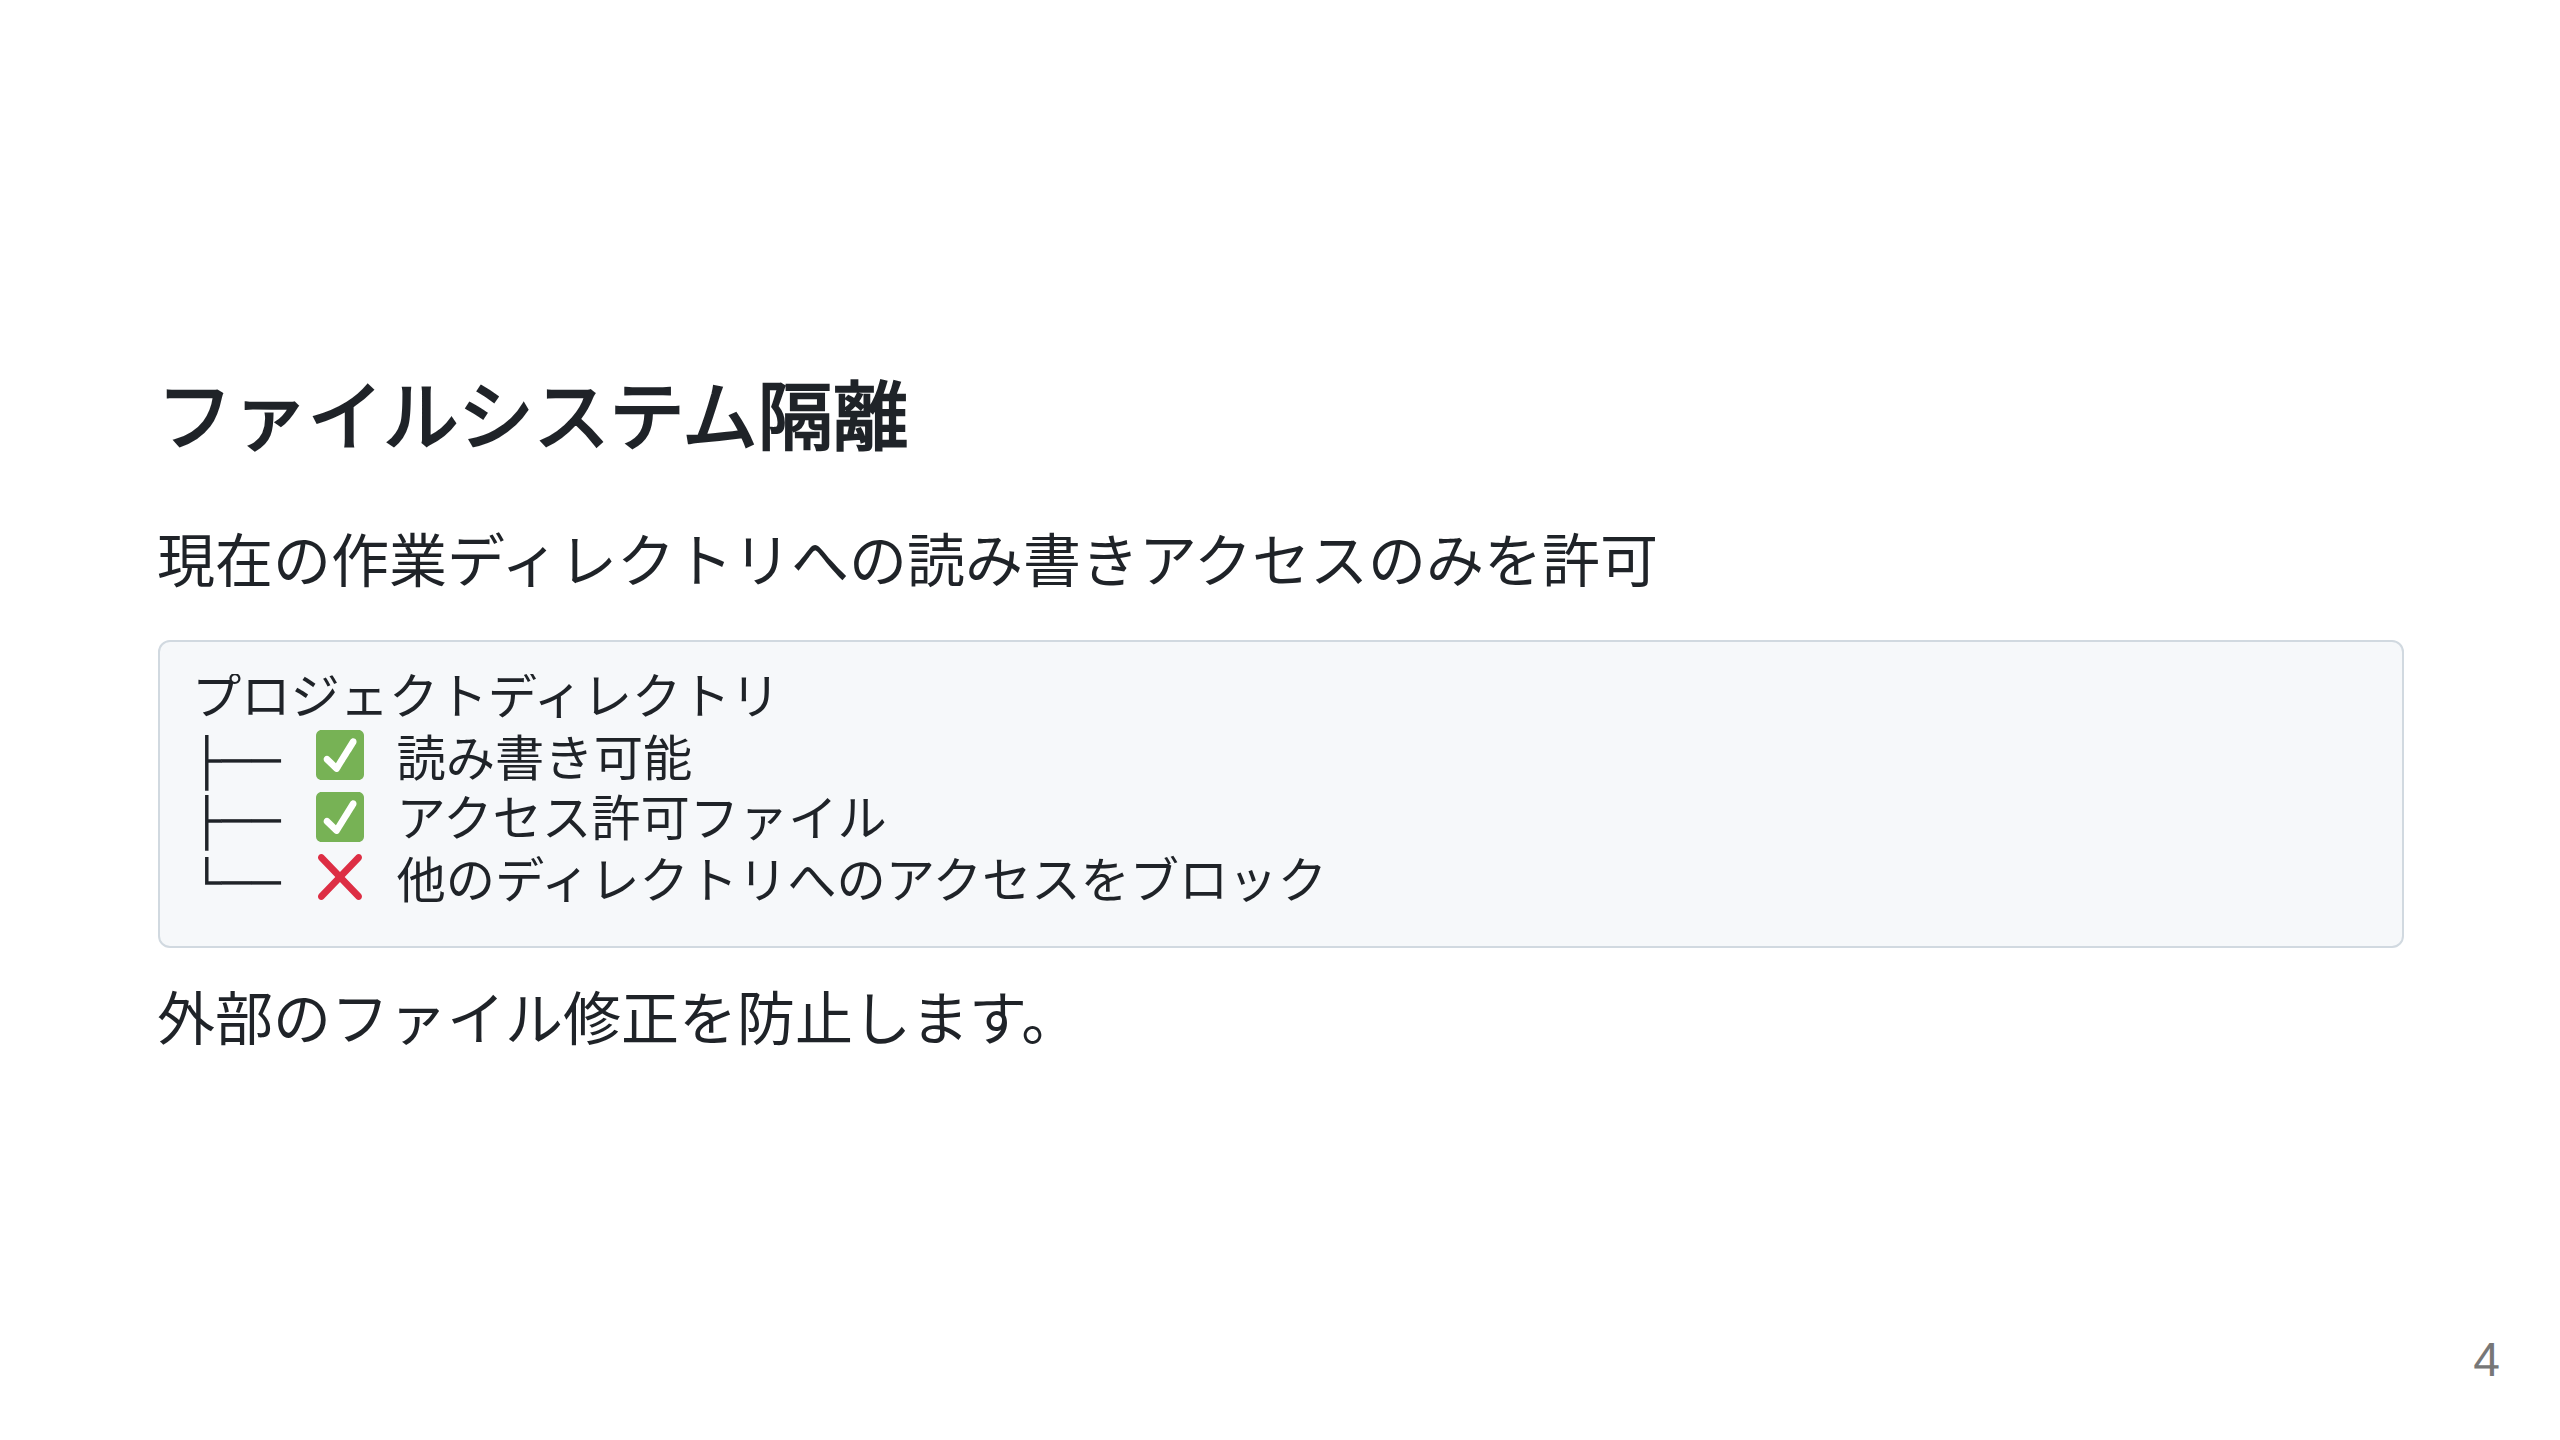 ファイルシステム隔離
現在の作業ディレクトリへの読み書きアクセスのみを許可
プロジェクトディレクトリ
├── ✅ 読み書き可能
├── ✅ アクセス許可ファイル
└── ❌ 他のディレクトリへのアクセスをブロック
外部のファイル修正を防止します。
4